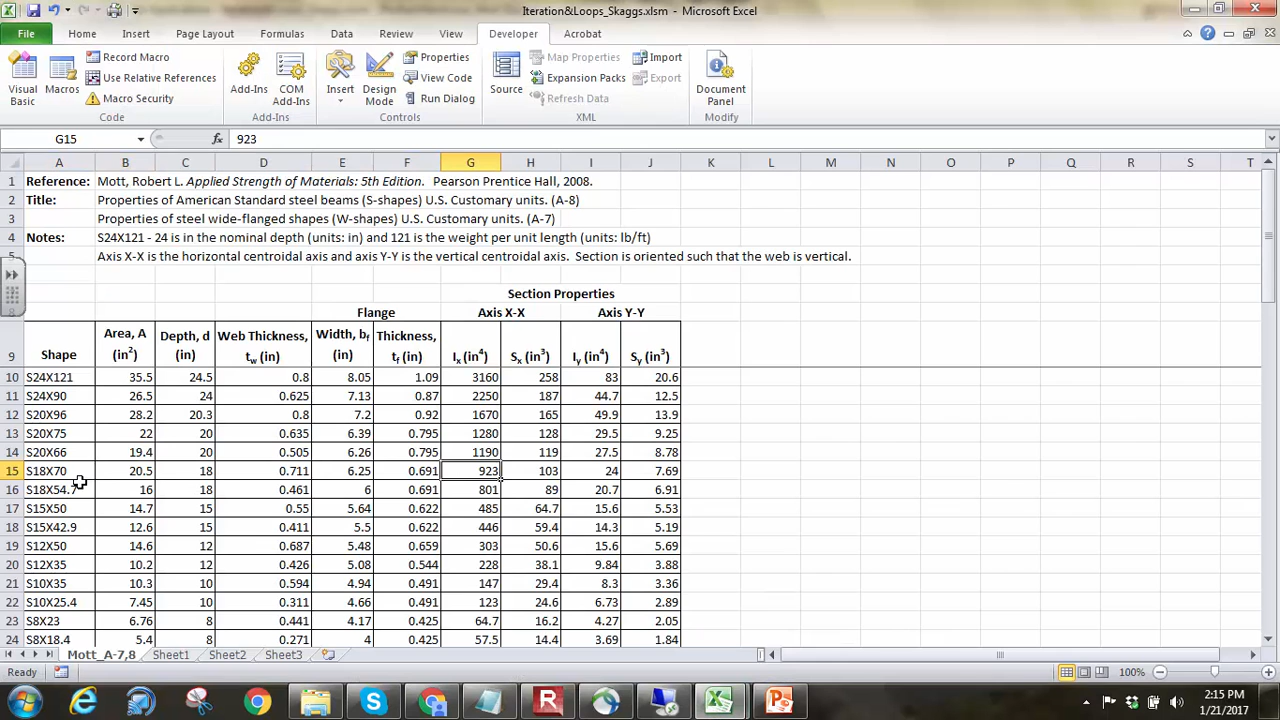 Iteration&Loops_Skaggs.xlsm - Microsoft Excel
File Home Insert Page Layout Formulas Data Review View Developer Acrobat
Visual Basic
Macros
Record Macro
Use Relative References
Macro Security
Code
Add-Ins
COM Add-Ins
Add-Ins
Insert
Design Mode
Properties
View Code
Run Dialog
Controls
Source
Map Properties
Expansion Packs
Refresh Data
Import
Export
XML
Document Panel
Modify
G15 fx 923
A B C D E F G H I J K L M N O P Q R S T
1 Reference: Mott, Robert L. Applied Strength of Materials: 5th Edition. Pearson Prentice Hall, 2008.
2 Title: Properties of American Standard steel beams (S-shapes) U.S. Customary units. (A-8)
3 Properties of steel wide-flanged shapes (W-shapes) U.S. Customary units. (A-7)
4 Notes: S24X121 - 24 is in the nominal depth (units: in) and 121 is the weight per unit length (units: lb/ft)
Axis X-X is the horizontal centroidal axis and axis Y-Y is the vertical centroidal axis. Section is oriented such that the web is vertical.
Section Properties
Flange Axis X-X Axis Y-Y
Area, A Depth, d Web Thickness, Width, bf Thickness,
9 Shape (in2) (in) tw (in) (in) tf (in) Ix (in4) Sx (in3) Iy (in4) Sy (in3)
10 S24X121 35.5 24.5 0.8 8.05 1.09 3160 258 83 20.6
11 S24X90 26.5 24 0.625 7.13 0.87 2250 187 44.7 12.5
12 S20X96 28.2 20.3 0.8 7.2 0.92 1670 165 49.9 13.9
13 S20X75 22 20 0.635 6.39 0.795 1280 128 29.5 9.25
14 S20X66 19.4 20 0.505 6.26 0.795 1190 119 27.5 8.78
15 S18X70 20.5 18 0.711 6.25 0.691 923 103 24 7.69
16 S18X54.7 16 18 0.461 6 0.691 801 89 20.7 6.91
17 S15X50 14.7 15 0.55 5.64 0.622 485 64.7 15.6 5.53
18 S15X42.9 12.6 15 0.411 5.5 0.622 446 59.4 14.3 5.19
19 S12X50 14.6 12 0.687 5.48 0.659 303 50.6 15.6 5.69
20 S12X35 10.2 12 0.426 5.08 0.544 228 38.1 9.84 3.88
21 S10X35 10.3 10 0.594 4.94 0.491 147 29.4 8.3 3.36
22 S10X25.4 7.45 10 0.311 4.66 0.491 123 24.6 6.73 2.89
23 S8X23 6.76 8 0.441 4.17 0.425 64.7 16.2 4.27 2.05
24 S8X18.4 5.4 8 0.271 4 0.425 57.5 14.4 3.69 1.84
Mott_A-7,8 Sheet1 Sheet2 Sheet3
Ready 100%
2:15 PM
1/21/2017